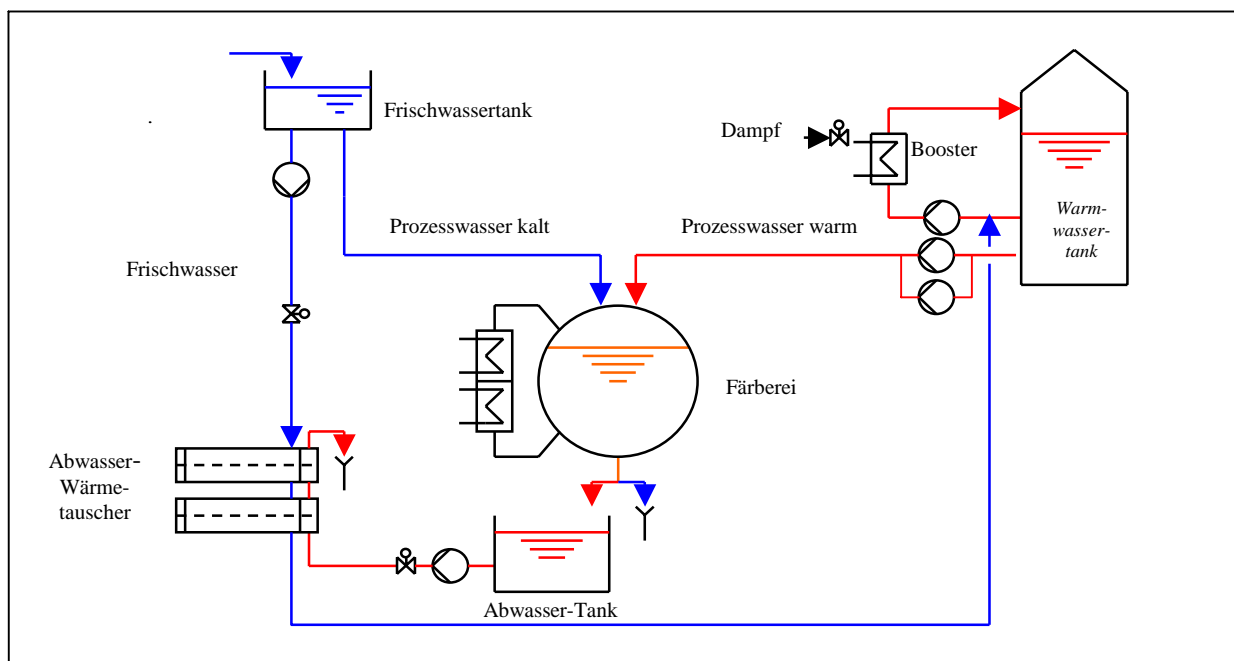 Frischwassertank
Dampf
Booster
Warm-
wasser-
tank
Prozesswasser kalt
Prozesswasser warm
Frischwasser
Färberei
Abwasser-
Wärme-
tauscher
Abwasser-Tank